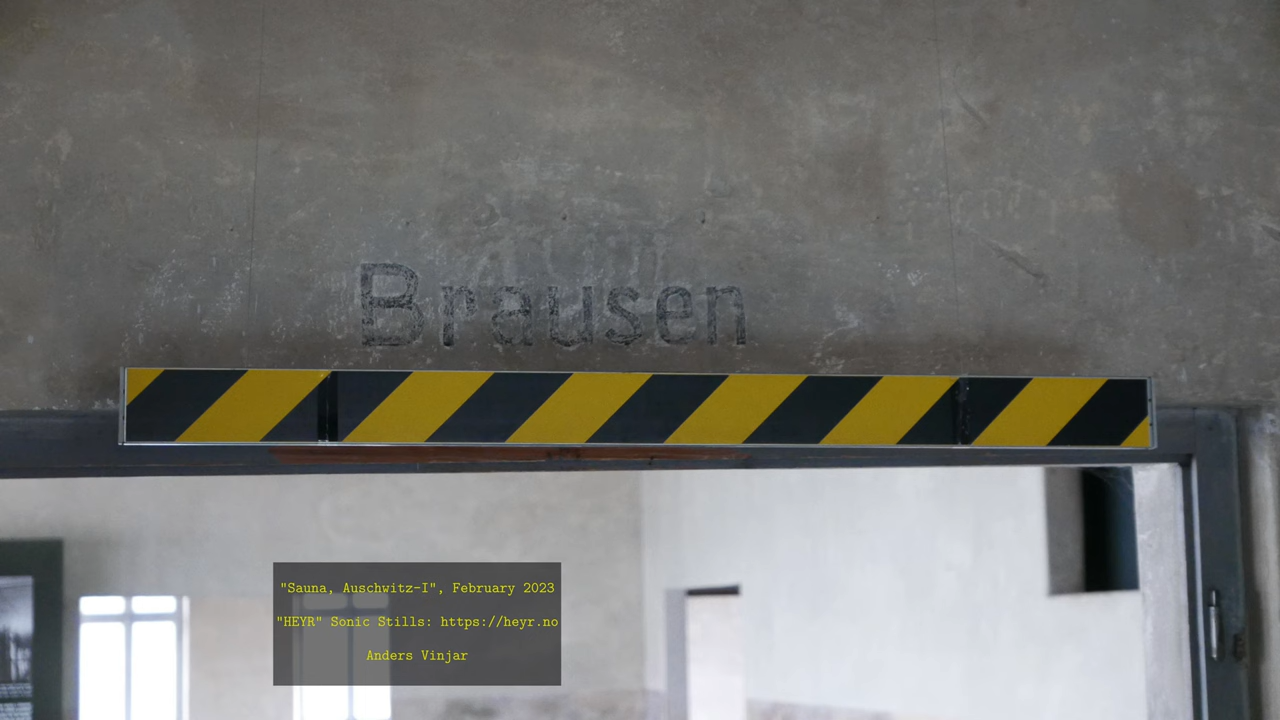 Brausen
"Sauna, Auschwitz-I", February 2023
"HEYR" Sonic Stills: https://heyr.no
Anders Vinjar